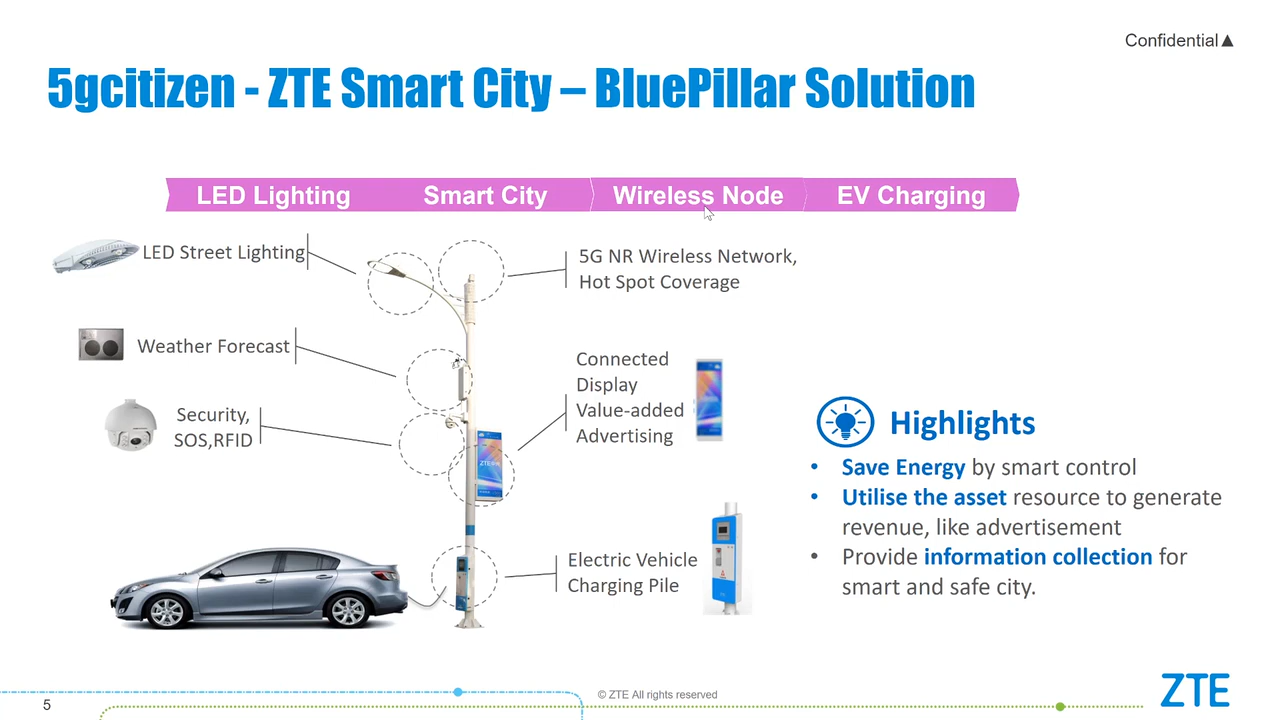 Confidential▲
5gcitizen - ZTE Smart City – BluePillar Solution
LED Lighting
Smart City
Wireless Node
EV Charging
LED Street Lighting
5G NR Wireless Network,
Hot Spot Coverage
Weather Forecast
Connected
Display
Value-added
Advertising
Security,
SOS,RFID
ZTE
Highlights
• Save Energy by smart control
• Utilise the asset resource to generate
revenue, like advertisement
• Provide information collection for
smart and safe city.
Electric Vehicle
Charging Pile
5
© ZTE All rights reserved
ZTE